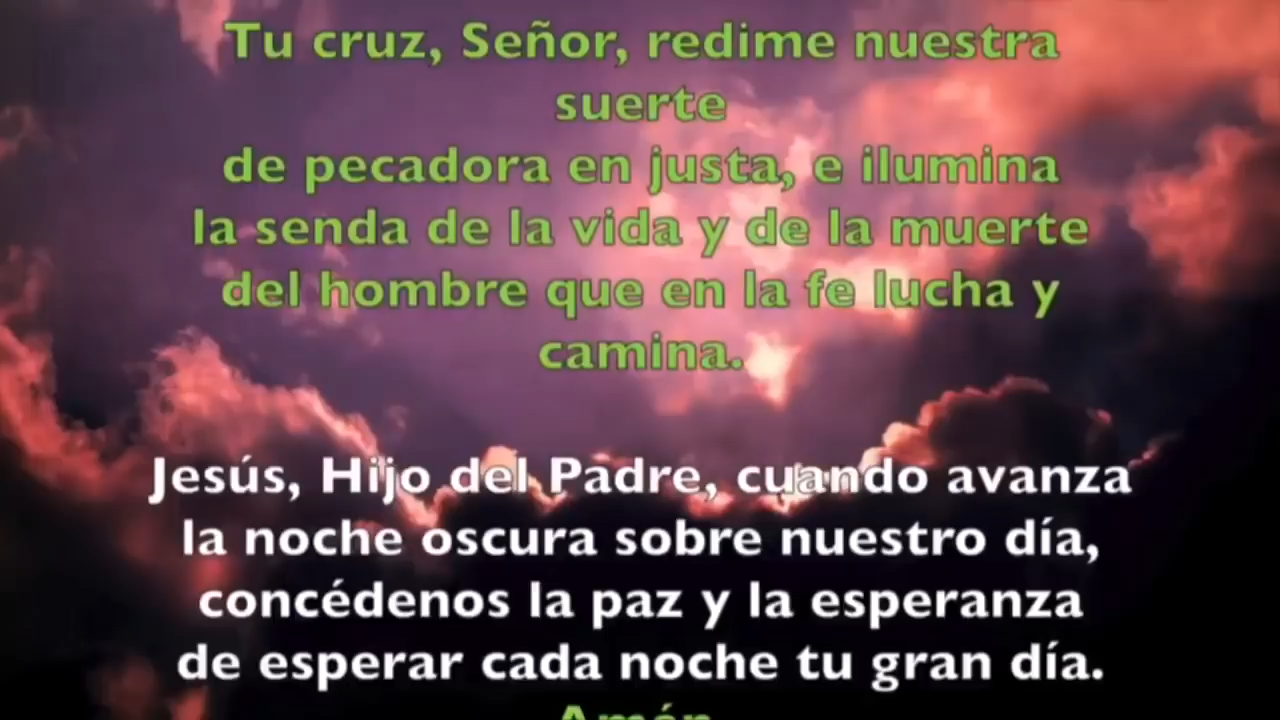 Tu cruz, Señor, redime nuestra
suerte
de pecadora en justa, e ilumina
la senda de la vida y de la muerte
del hombre que en la fe lucha y
camina.
Jesús, Hijo del Padre, cuando avanza
la noche oscura sobre nuestro día,
concédenos la paz y la esperanza
de esperar cada noche tu gran día.
Amén